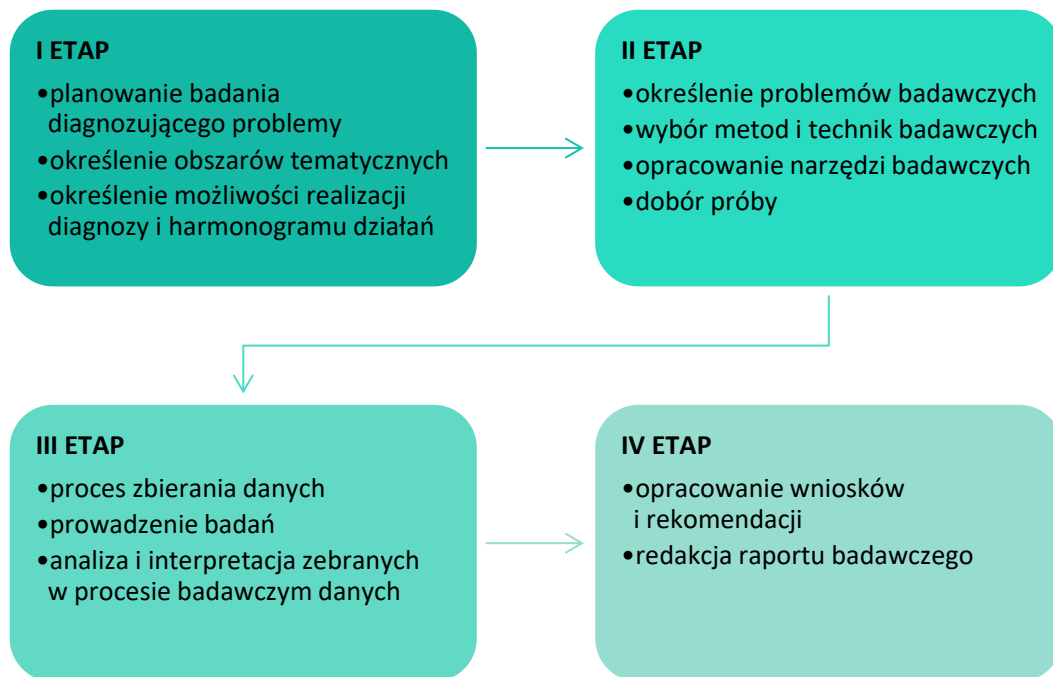 I ETAP
•planowanie badania
diagnozującego problemy
•określenie obszarów tematycznych
•określenie możliwości realizacji
diagnozy i harmonogramu działań
II ETAP
•określenie problemów badawczych
•wybór metod i technik badawczych
•opracowanie narzędzi badawczych
•dobór próby
III ETAP
•proces zbierania danych
•prowadzenie badań
•analiza i interpretacja zebranych
w procesie badawczym danych
IV ETAP
•opracowanie wniosków
i rekomendacji
•redakcja raportu badawczego